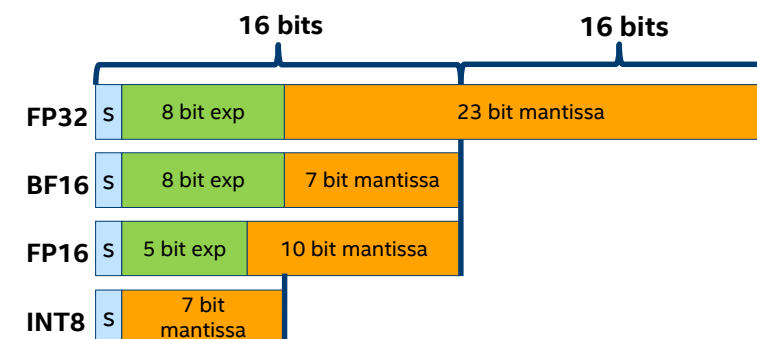 16 bits 16 bits
FP32 S 8 bit exp 23 bit mantissa
BF16 S 8 bit exp 7 bit mantissa
FP16 S 5 bit exp 10 bit mantissa
INT8 S 7 bit
mantissa